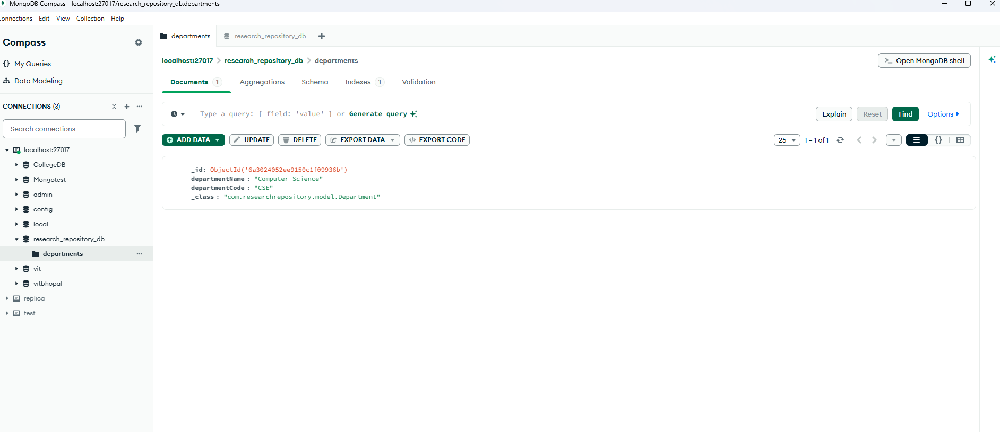 MongoDB Compass - localhost:27017/research_repository_db.departments
onnections Edit View Collection Help
Compass
My Queries
Data Modeling
CONNECTIONS (3)
Search connections
localhost:27017
CollegeDB
Mongotest
admin
config
local
research_repository_db
departments
vit
vitbhopal
replica
test
departments research_repository_db
localhost:27017 > research_repository_db > departments
>_ Open MongoDB shell
Documents 1 Aggregations Schema Indexes 1 Validation
Type a query: { field: 'value' } or Generate query
Explain Reset Find Options
ADD DATA UPDATE DELETE EXPORT DATA EXPORT CODE
25 1 – 1 of 1 {}
_id: ObjectId('6a3024052ee9150c1f09936b')
departmentName : "Computer Science"
departmentCode : "CSE"
_class : "com.researchrepository.model.Department"